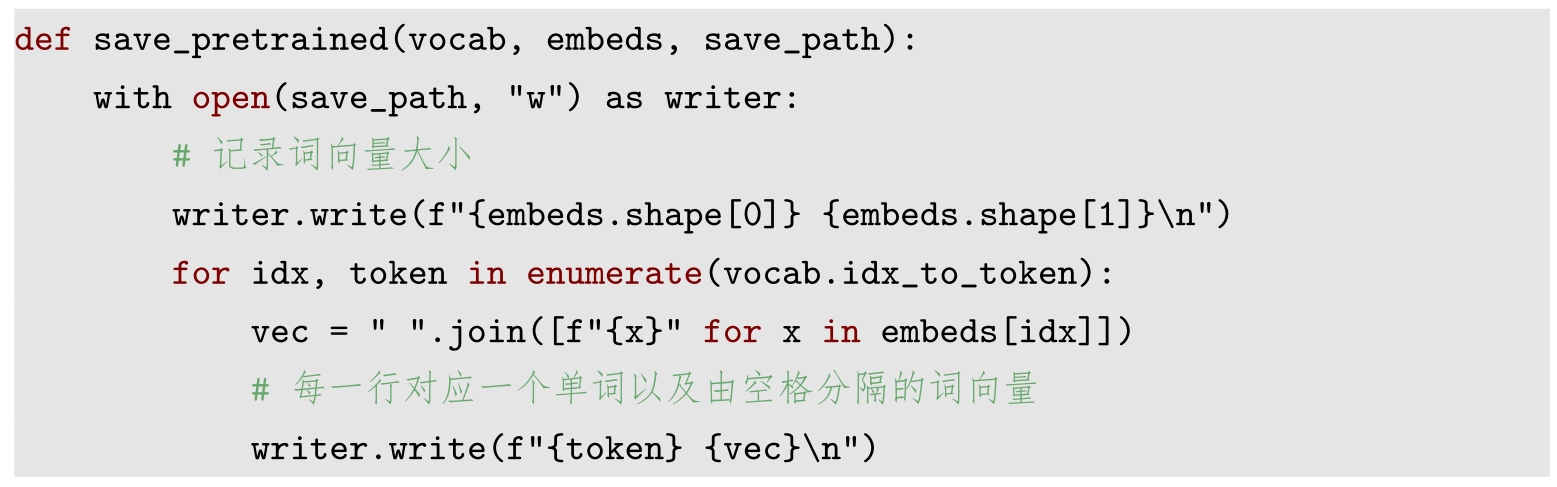 def save_pretrained(vocab, embeds, save_path):
    with open(save_path, "w") as writer:
        # 记录词向量大小
        writer.write(f"{embeds.shape[0]} {embeds.shape[1]}\n")
        for idx, token in enumerate(vocab.idx_to_token):
            vec = " ".join([f"{x}" for x in embeds[idx]])
            # 每一行对应一个单词以及由空格分隔的词向量
            writer.write(f"{token} {vec}\n")